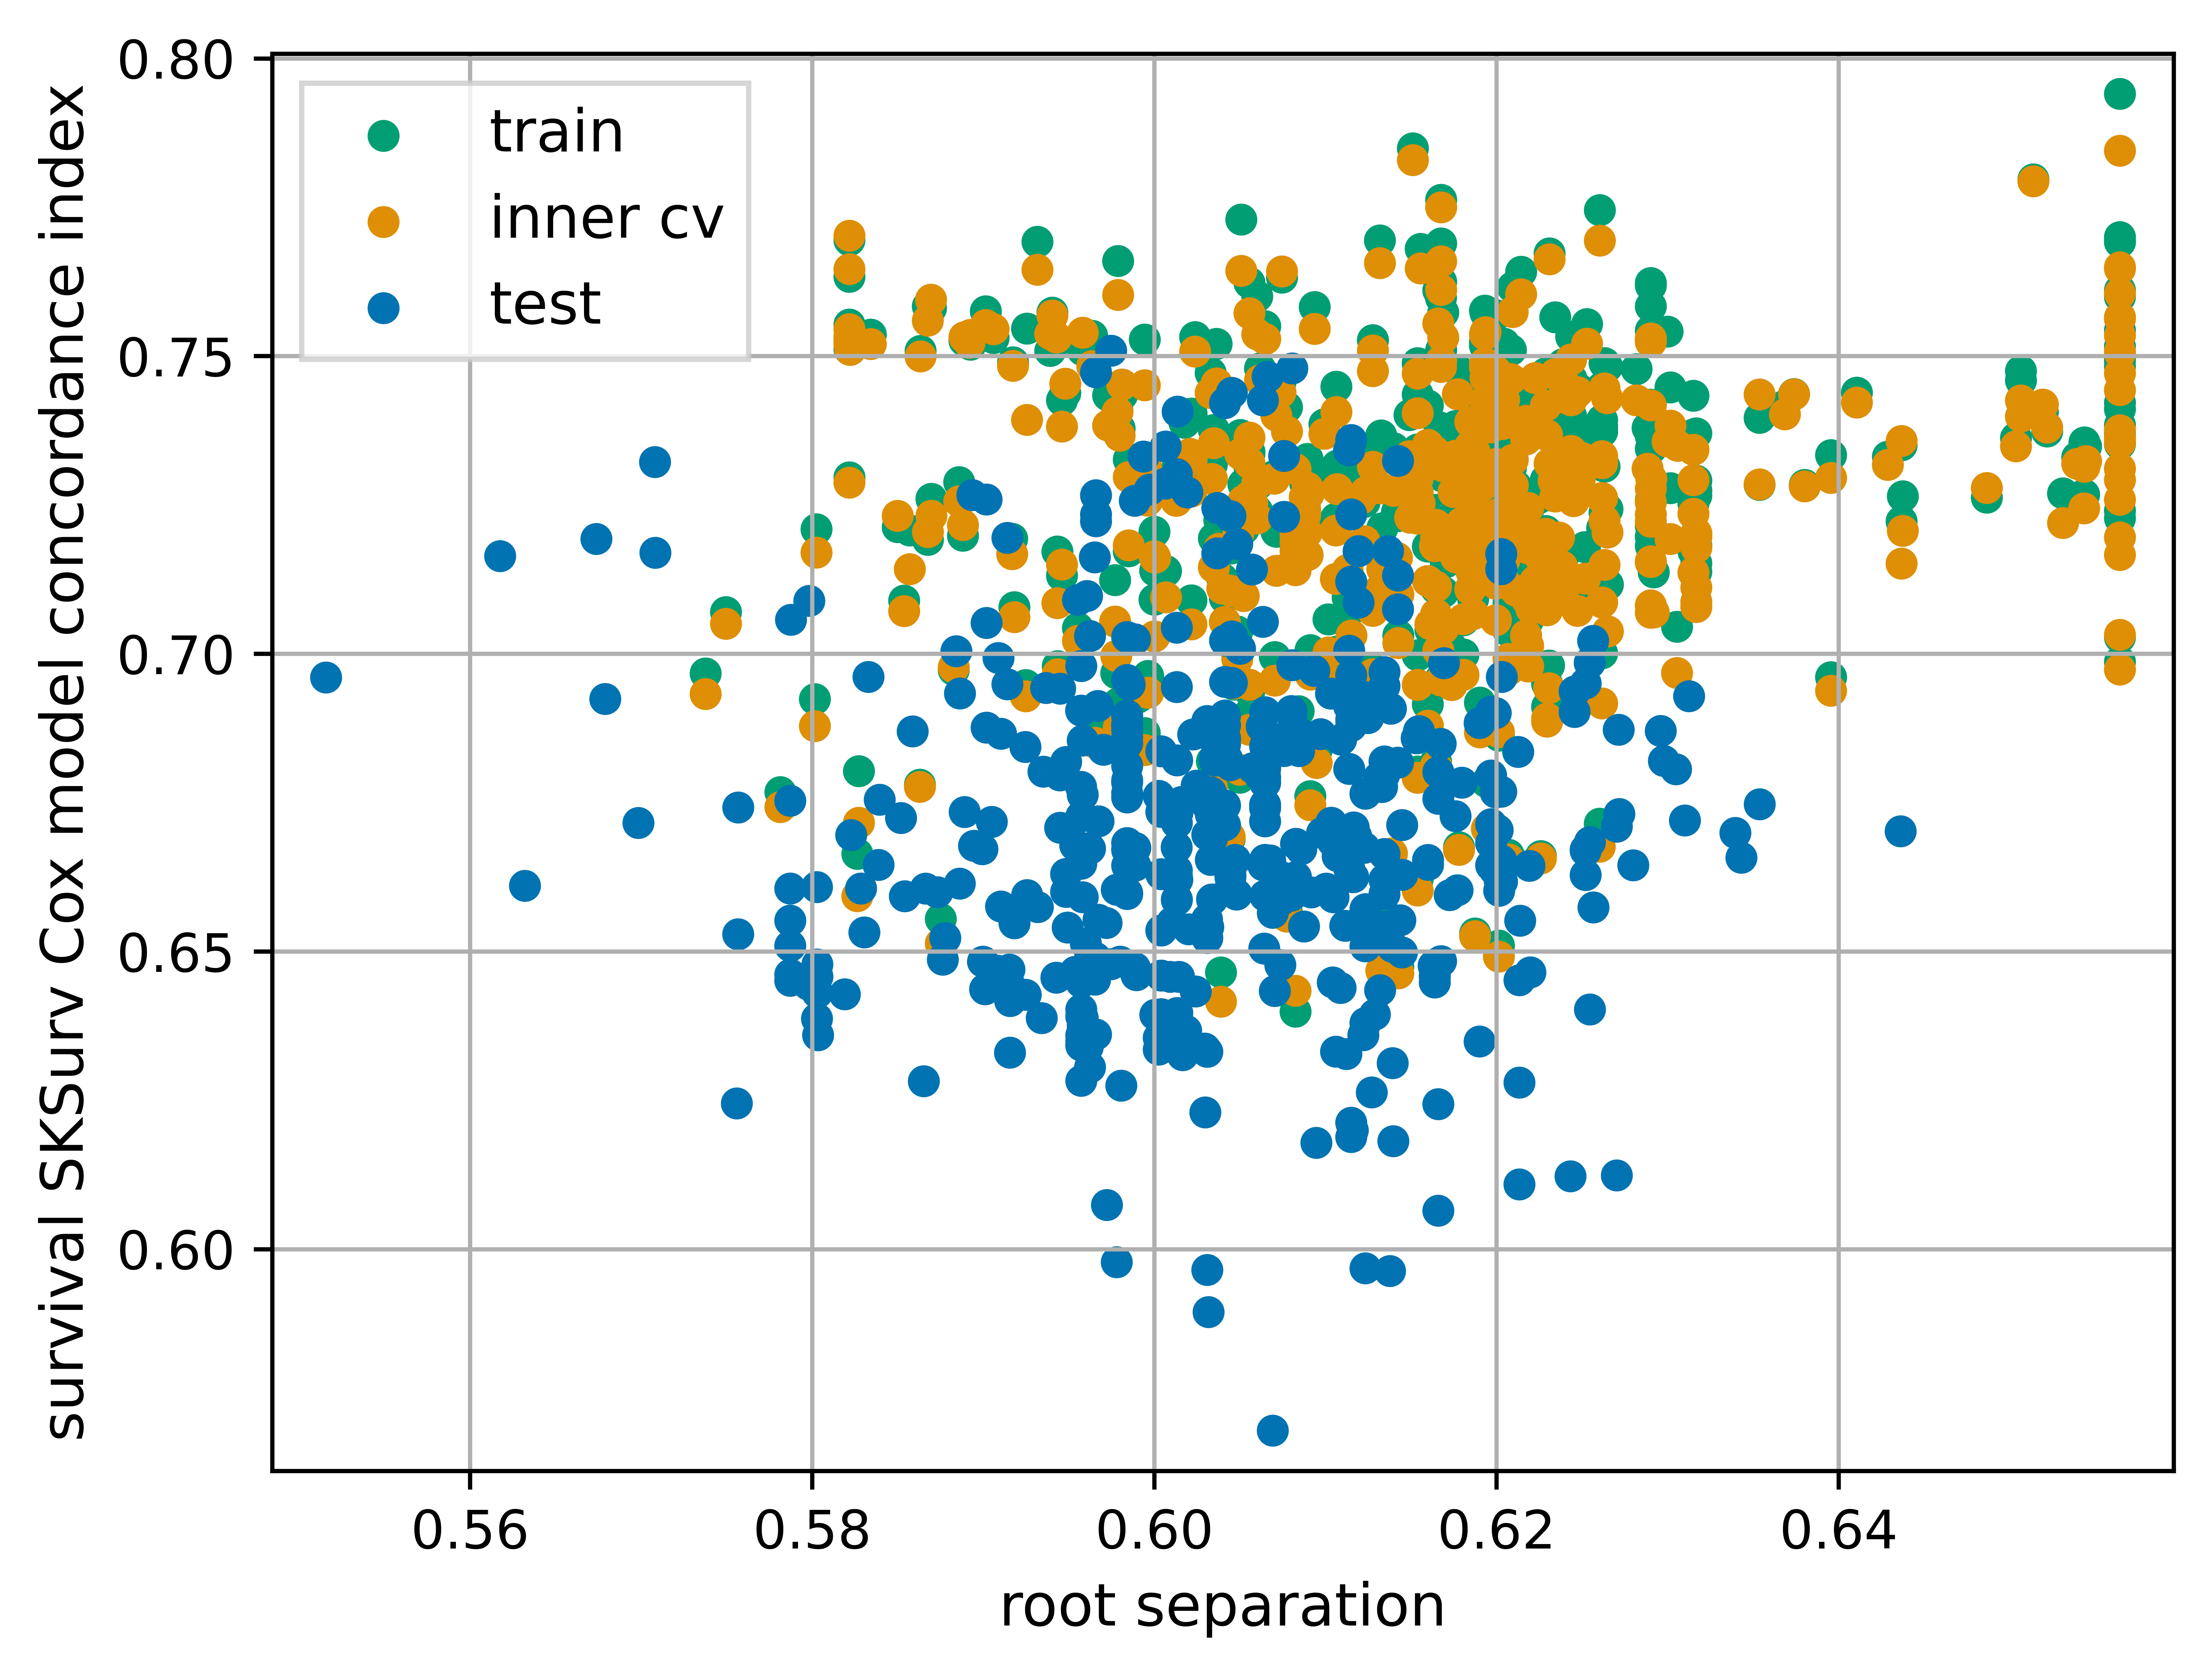 survival SKSurv Cox model concordance index
0.80
0.75
0.70
0.65
0.60
train
inner cv
test
0.56
0.58
0.60
0.62
0.64
root separation